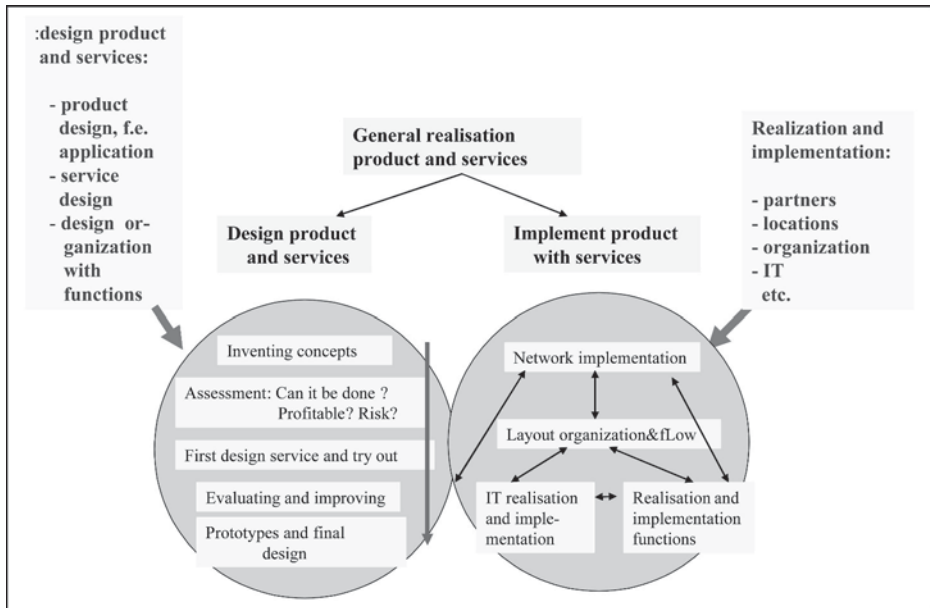 :design product
and services:
- product
design, f.e.
application
- service
design
- design or-
ganization
with
functions
General realisation
product and services
Realization and
implementation:
- partners
- locations
- organization
- IT
etc.
Design product
and services
Implement product
with services
Inventing concepts
Assessment: Can it be done ?
Profitable? Risk?
First design service and try out
Evaluating and improving
Prototypes and final
design
Network implementation
Layout organization&fLow
IT realisation
and imple-
mentation
Realisation and
implementation
functions